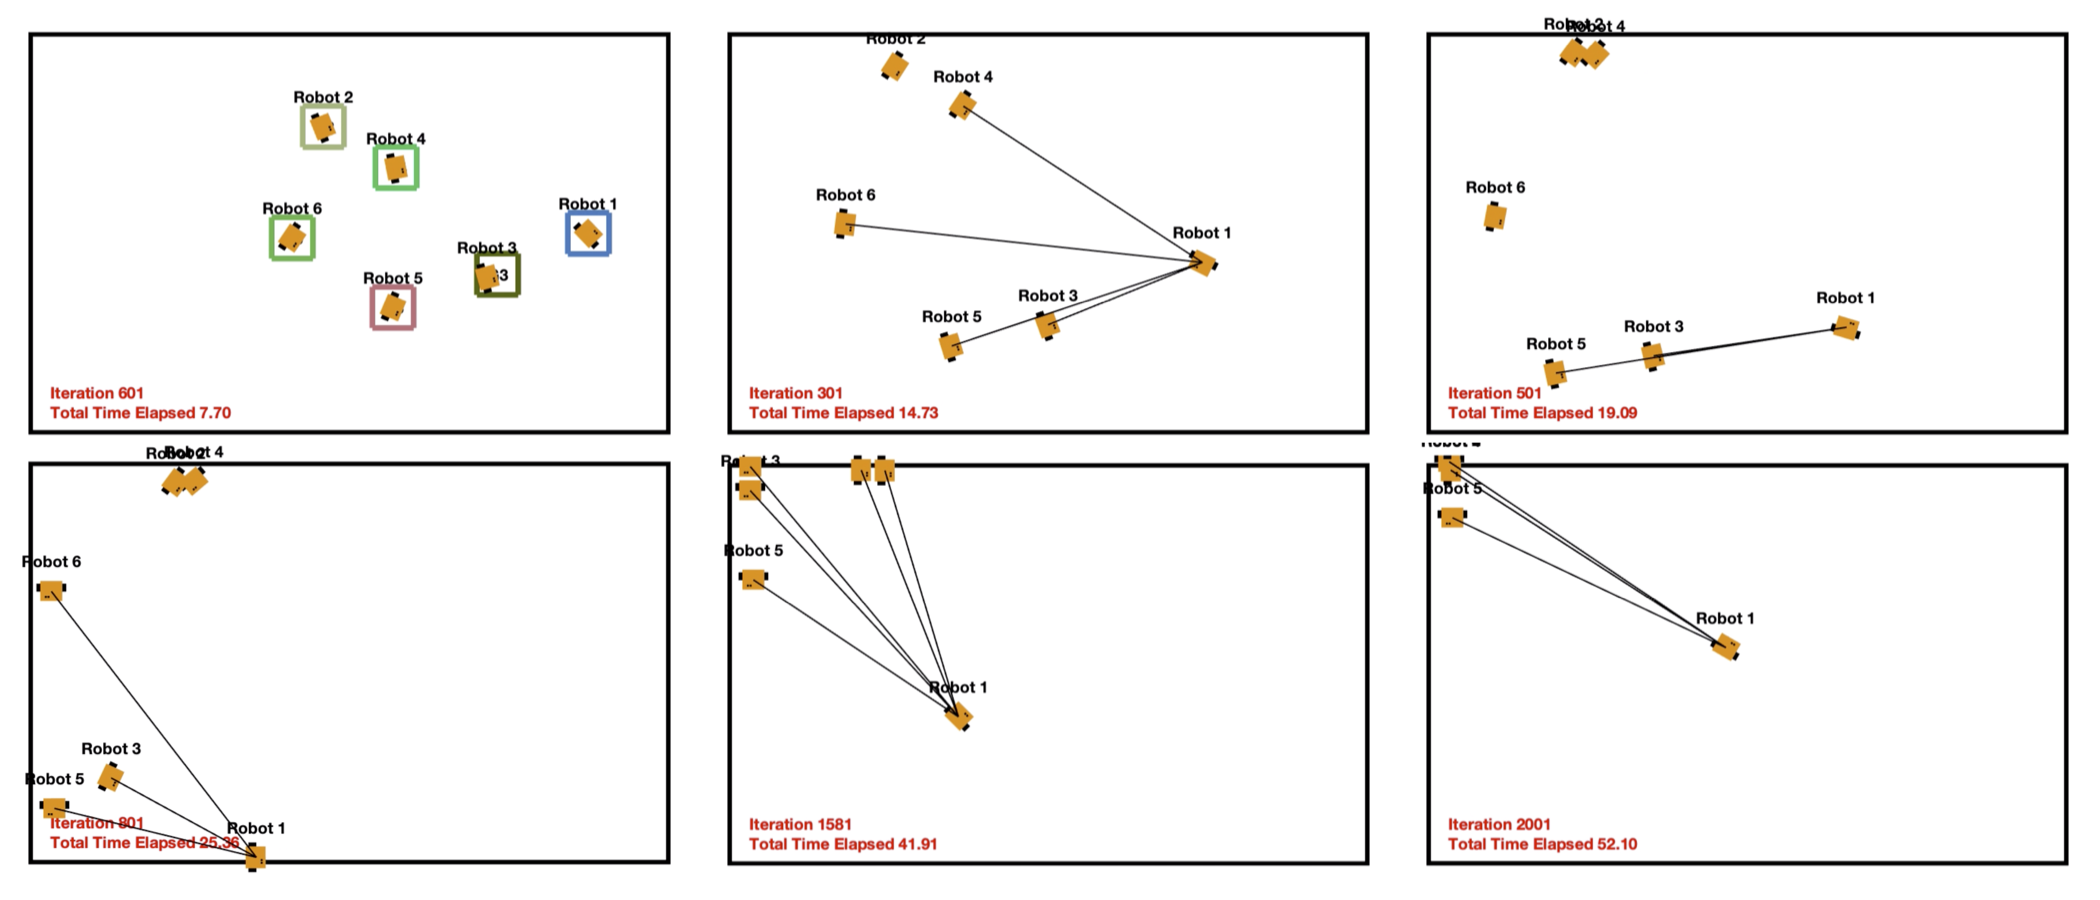 Robot 2
Robot 4
Robot 6
Robot 1
Robot 3
3
Robot 5
Iteration 601
Total Time Elapsed 7.70
Robot 2
Robot 4
Robot 6
Robot 1
Robot 3
Robot 5
Iteration 301
Total Time Elapsed 14.73
Robot 2
Robot 4
Robot 6
Robot 1
Robot 3
Robot 5
Iteration 501
Total Time Elapsed 19.09
Robot 2
Robot 4
Robot 6
Robot 3
Robot 5
Robot 1
Iteration 801
Total Time Elapsed 25.36
Robot 3
Robot 5
Robot 1
Iteration 1581
Total Time Elapsed 41.91
Robot 5
Robot 1
Iteration 2001
Total Time Elapsed 52.10